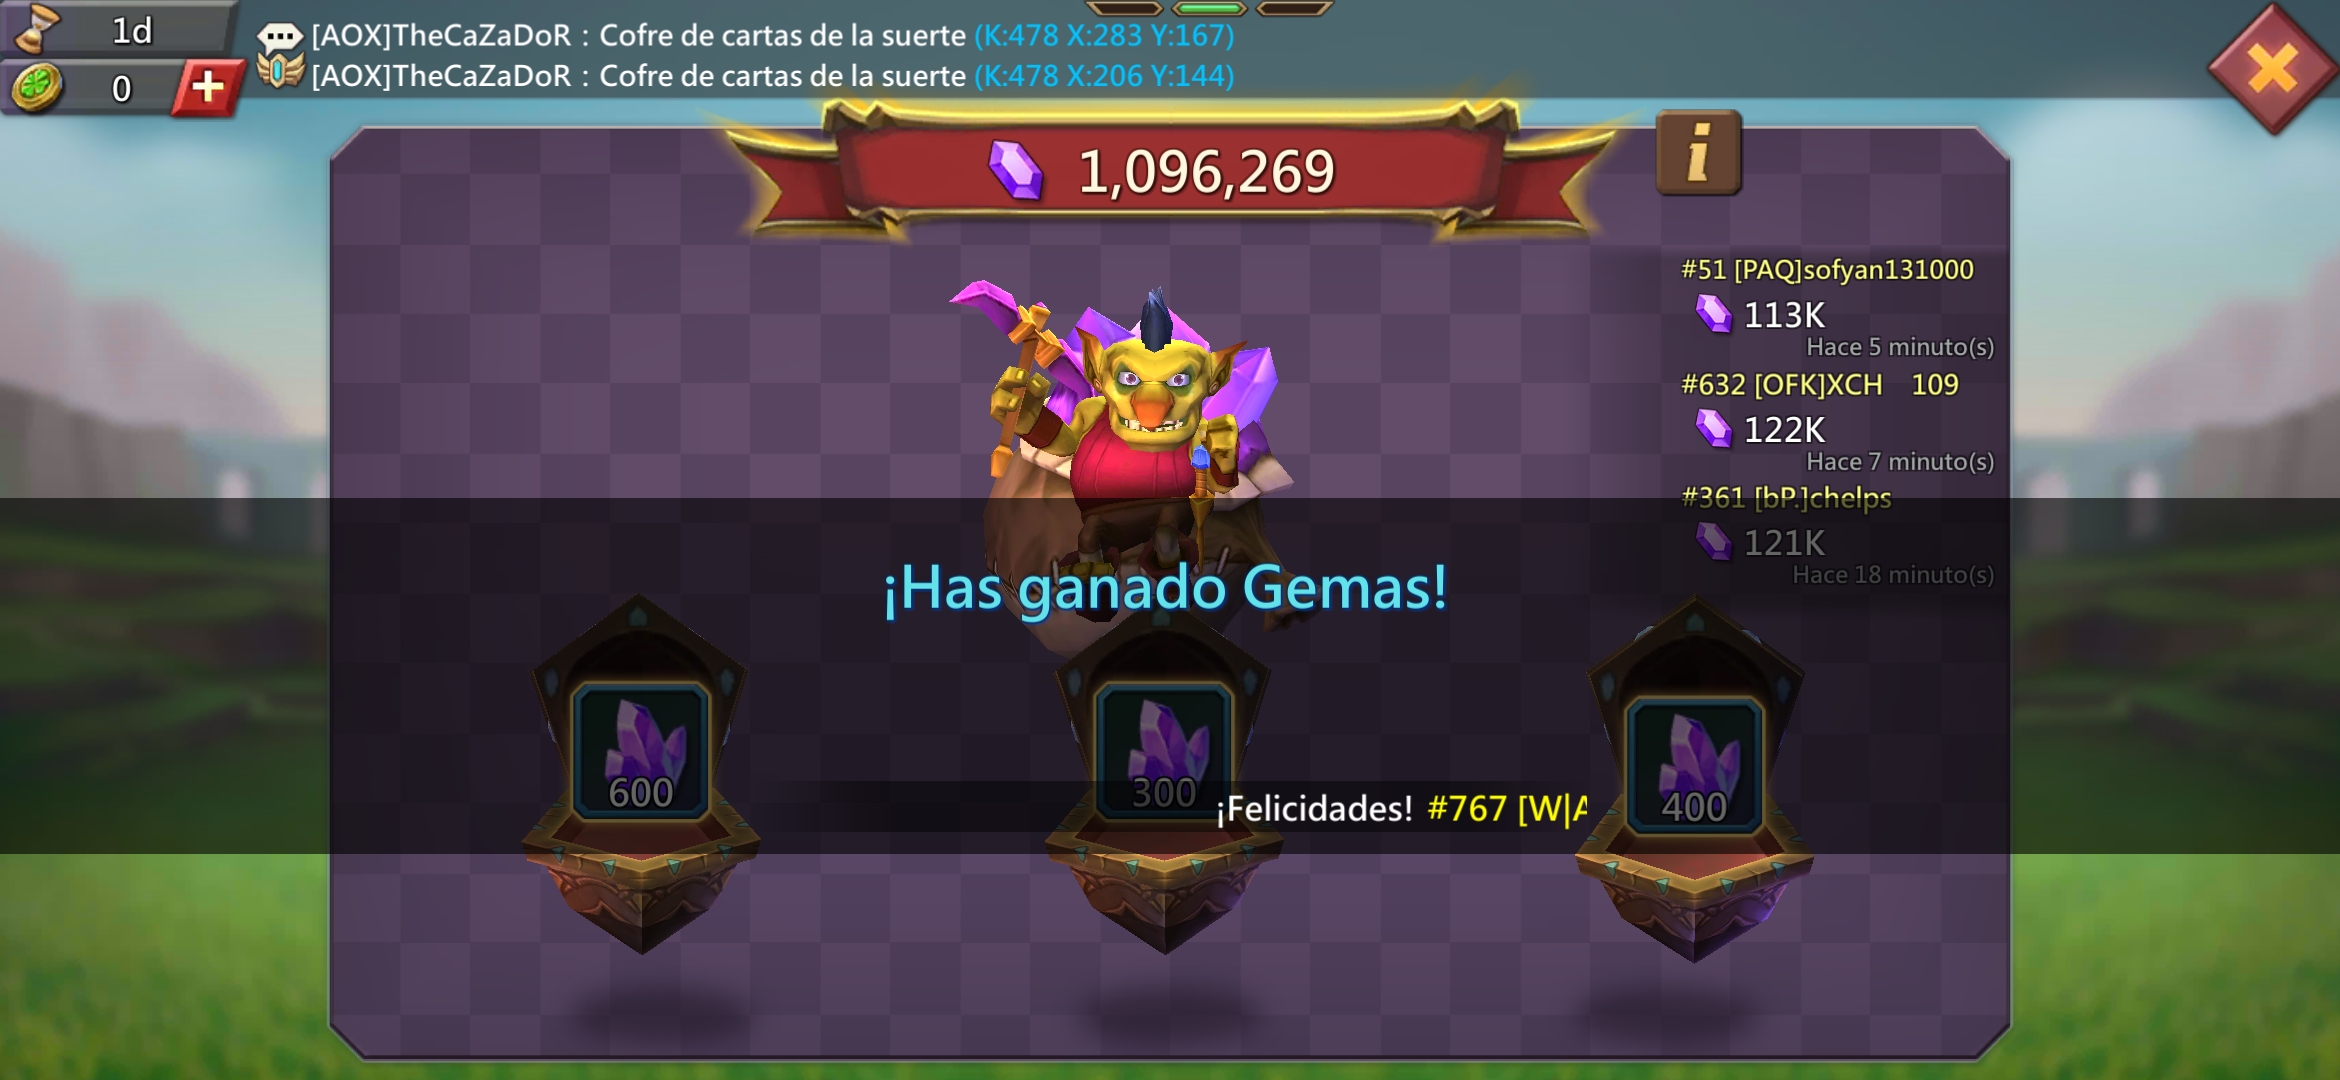 1d
0
[AOX]TheCaZaDoR : Cofre de cartas de la suerte (K:478 X:283 Y:167)
[AOX]TheCaZaDoR : Cofre de cartas de la suerte (K:478 X:206 Y:144)
1,096,269
i
#51 [PAQ]sofyan131000
113K
Hace 5 minuto(s)
#632 [OFK]XCH 109
122K
Hace 7 minuto(s)
#361 [bP.]chelps
121K
Hace 18 minuto(s)
¡Has ganado Gemas!
600
300
400
¡Felicidades! #767 [W|A